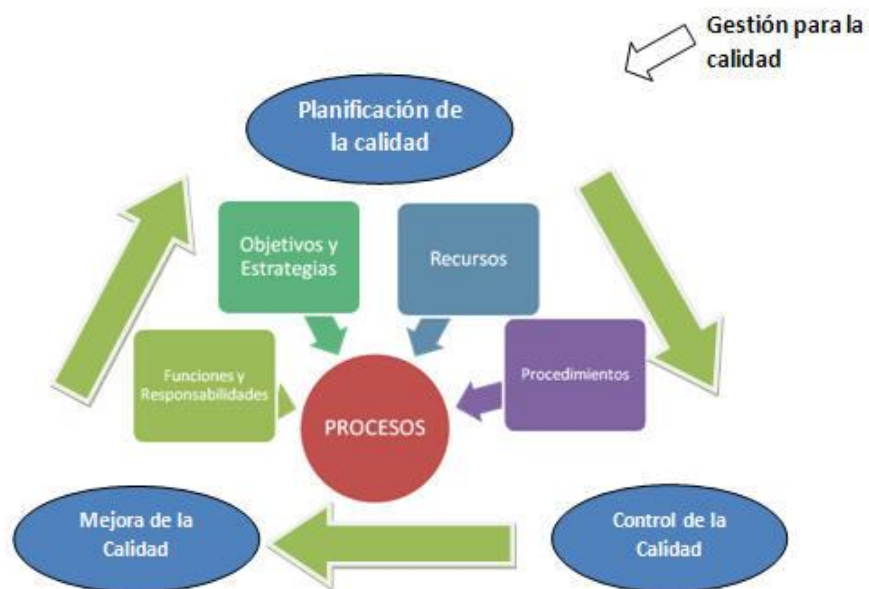 Gestión para la
calidad
Planificación de
la calidad
Objetivos y
Estrategias
Recursos
Funciones y
Responsabilidades
Procedimientos
PROCESOS
Mejora de la
Calidad
Control de la
Calidad